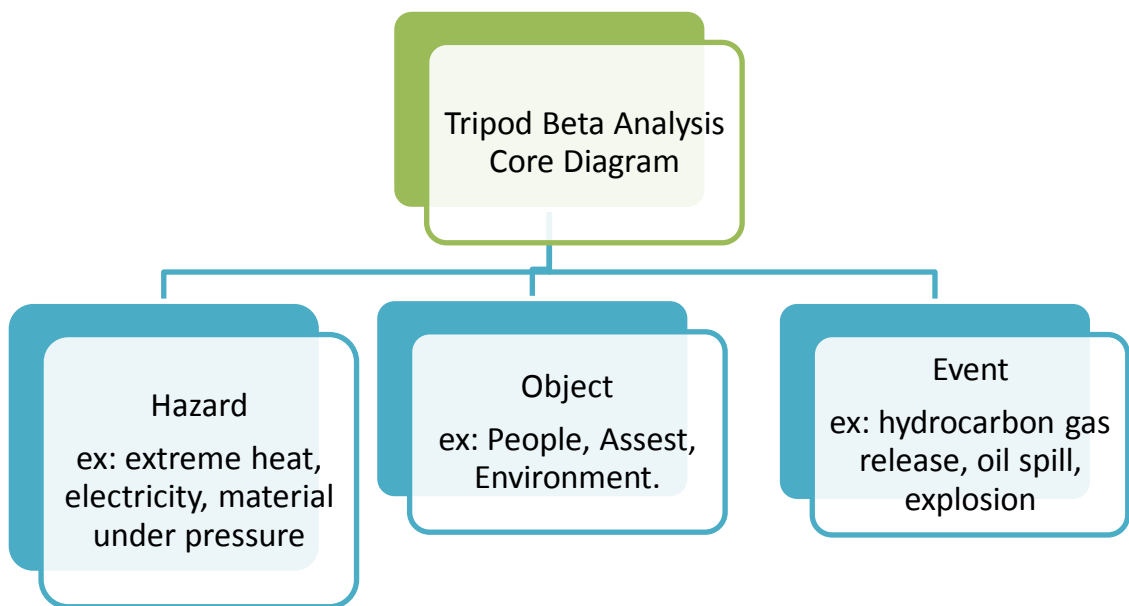 Tripod Beta Analysis
Core Diagram
Hazard
ex: extreme heat,
electricity, material
under pressure
Object
ex: People, Assest,
Environment.
Event
ex: hydrocarbon gas
release, oil spill,
explosion